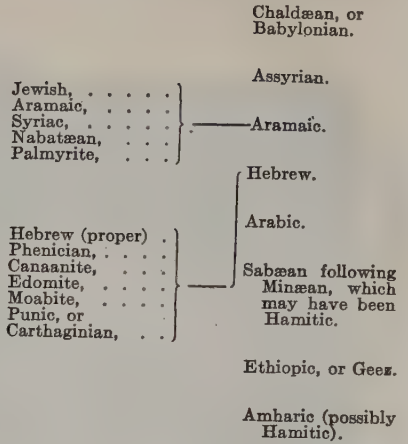 Chaldæan, or
Babylonian.
Assyrian.
Jewish, . . . . .
Aramaic, . . . .
Syriac, . . . . .
Nabatæan, . . .
Palmyrite, . . .
Aramaic.
Hebrew.
Arabic.
Hebrew (proper) .
Phenician, . . .
Canaanite, . . . .
Edomite, . . . .
Moabite, . . . .
Punic, or
Carthaginian, . .
Sabæan following
Minæan, which
may have been
Hamitic.
Ethiopic, or Geez.
Amharic (possibly
Hamitic).